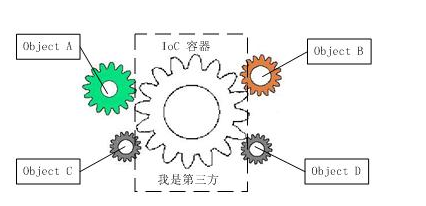 IoC 容器
Object A
Object B
Object C
Object D
我是第三方